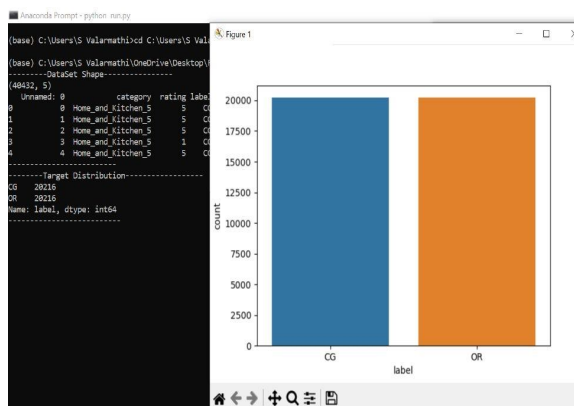 Anaconda Prompt - python nin.py
(base) C:\Users\S Valarmathi>cd C:\Users\S Val
(base) C:\Users\S Valarmathi\OneDrive\Desktop\
---------DataSet Shape----------------
(40432, 5)
Unnamed: 0 category rating label
0 0 Home_and_Kitchen_5 5 CG
1 1 Home_and_Kitchen_5 5 CG
2 2 Home_and_Kitchen_5 5 CG
3 3 Home_and_Kitchen_5 1 CG
4 4 Home_and_Kitchen_5 5 CG
-------------------------
--------Target Distribution------------------
CG 20216
OR 20216
Name: label, dtype: int64
--------------------------
Figure 1
20000
17500
15000
12500
10000
7500
5000
2500
0
count
CG OR
label